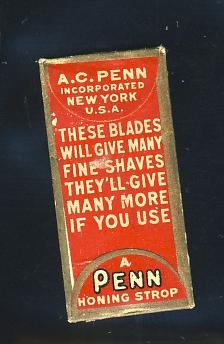 A.C. PENN
INCORPORATED
NEW YORK
U.S.A.
THESE BLADES
WILL GIVE MANY
FINE SHAVES
THEY'LL-GIVE
MANY MORE
IF YOU USE
A
PENN
HONING STROP